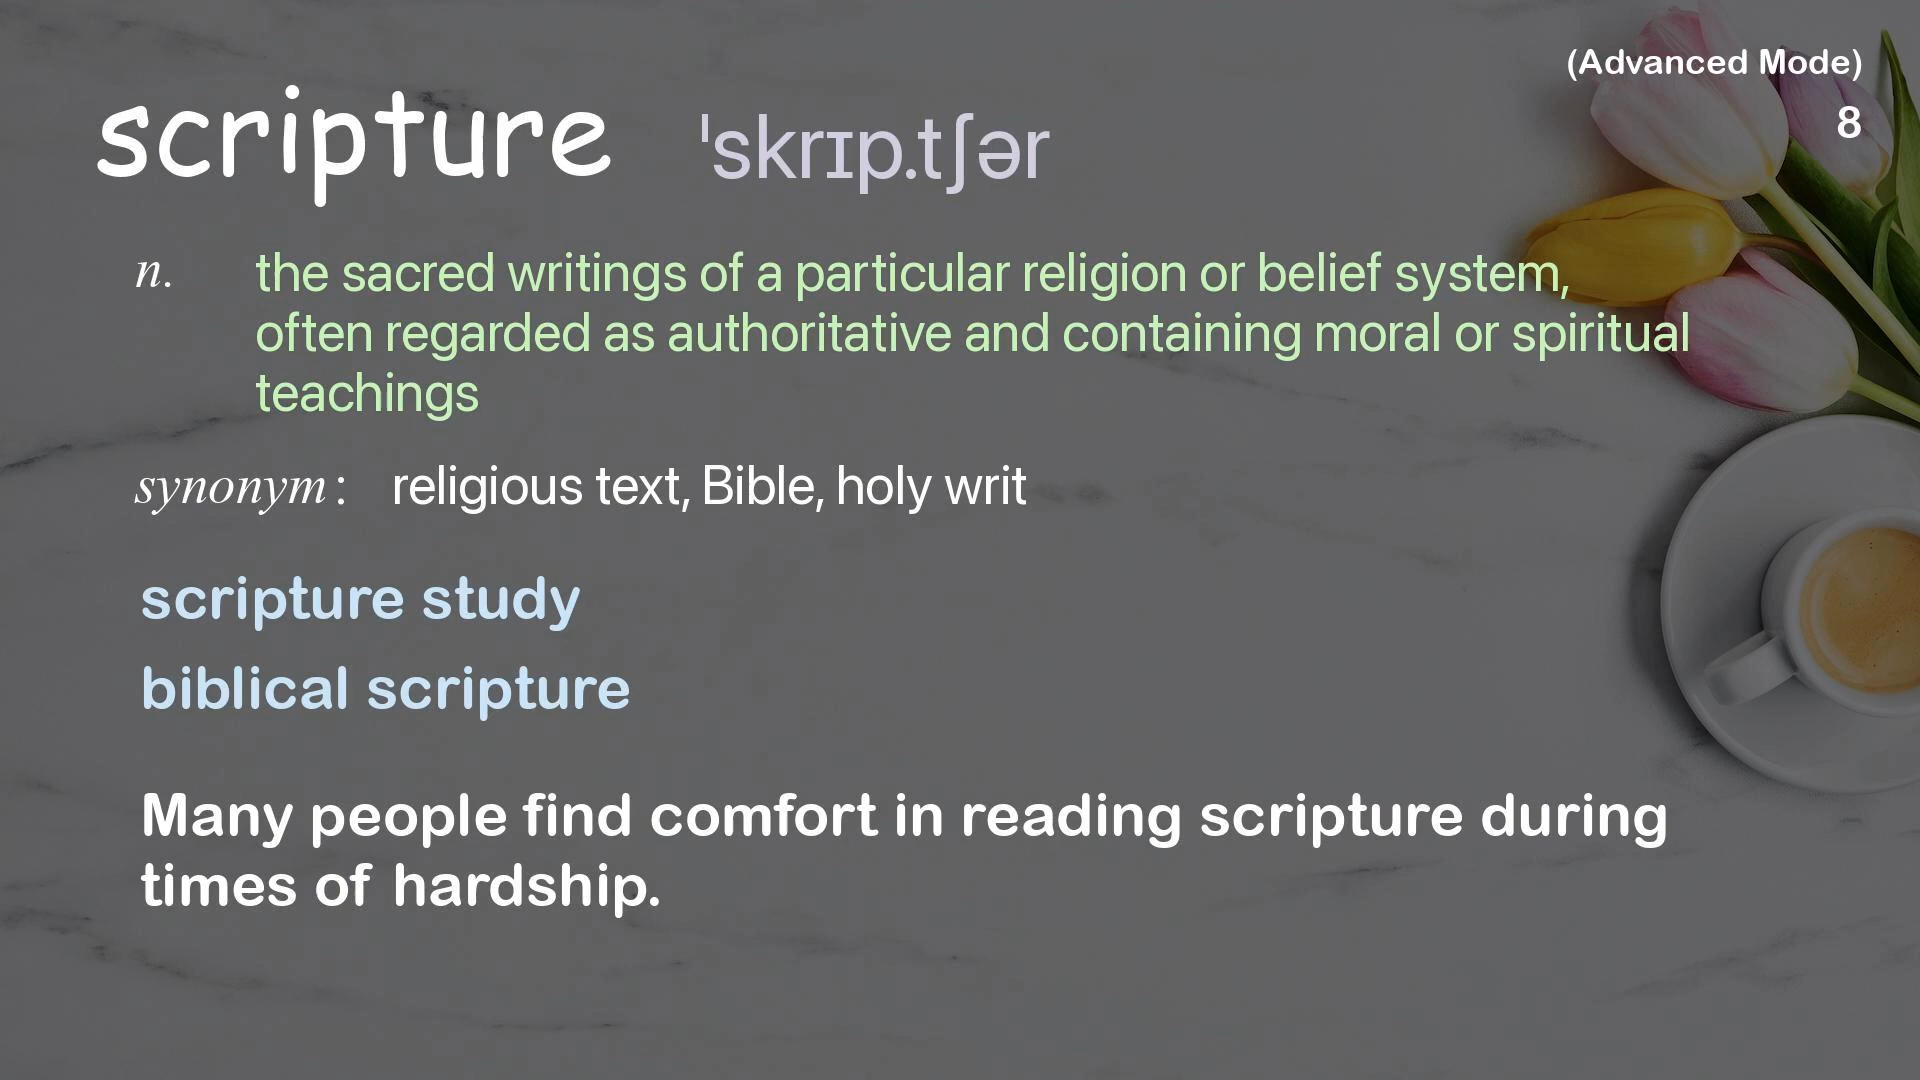 (Advanced Mode)
8
scripture ˈskrɪp.tʃər
n. the sacred writings of a particular religion or belief system,
often regarded as authoritative and containing moral or spiritual
teachings
synonym: religious text, Bible, holy writ
scripture study
biblical scripture
Many people find comfort in reading scripture during
times of hardship.